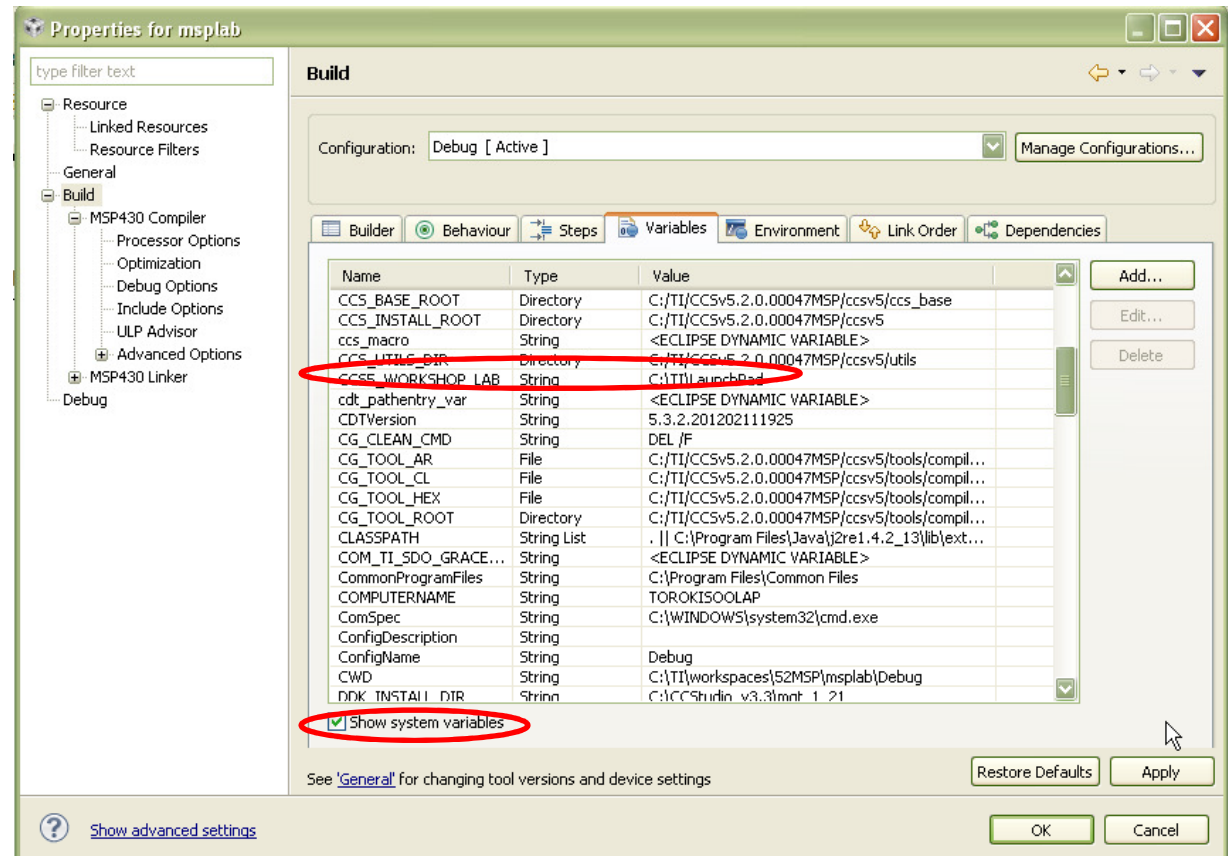 Properties for msplab
type filter text
Resource
Linked Resources
Resource Filters
General
Build
MSP430 Compiler
Processor Options
Optimization
Debug Options
Include Options
ULP Advisor
Advanced Options
MSP430 Linker
Debug
Build
Configuration: Debug [ Active ] Manage Configurations...
Builder Behaviour Steps Variables Environment Link Order Dependencies
Name Type Value
CCS_BASE_ROOT Directory C:/TI/CCSv5.2.0.00047MSP/ccsv5/ccs_base
CCS_INSTALL_ROOT Directory C:/TI/CCSv5.2.0.00047MSP/ccsv5
ccs_macro String <ECLIPSE DYNAMIC VARIABLE>
CCS_UTILS_DIR Directory C:/TI/CCSv5.2.0.00047MSP/ccsv5/utils
CCS5_WORKSHOP_LAB String C:\TI\LaunchPad
cdt_pathentry_var String <ECLIPSE DYNAMIC VARIABLE>
CDTVersion String 5.3.2.201202111925
CG_CLEAN_CMD String DEL /F
CG_TOOL_AR File C:/TI/CCSv5.2.0.00047MSP/ccsv5/tools/compil...
CG_TOOL_CL File C:/TI/CCSv5.2.0.00047MSP/ccsv5/tools/compil...
CG_TOOL_HEX File C:/TI/CCSv5.2.0.00047MSP/ccsv5/tools/compil...
CG_TOOL_ROOT Directory C:/TI/CCSv5.2.0.00047MSP/ccsv5/tools/compil...
CLASSPATH String List . || C:\Program Files\Java\j2re1.4.2_13\lib\ext...
COM_TI_SDO_GRACE... String <ECLIPSE DYNAMIC VARIABLE>
CommonProgramFiles String C:\Program Files\Common Files
COMPUTERNAME String TOROKISOOLAP
ComSpec String C:\WINDOWS\system32\cmd.exe
ConfigDescription String
ConfigName String Debug
CWD String C:\TI\workspaces\52MSP\msplab\Debug
DDK_INSTALL_DIR String C:\CCStudio_v3.3\mgt_1_21
Add...
Edit...
Delete
Show system variables
See 'General' for changing tool versions and device settings
Restore Defaults Apply
Show advanced settings
OK Cancel